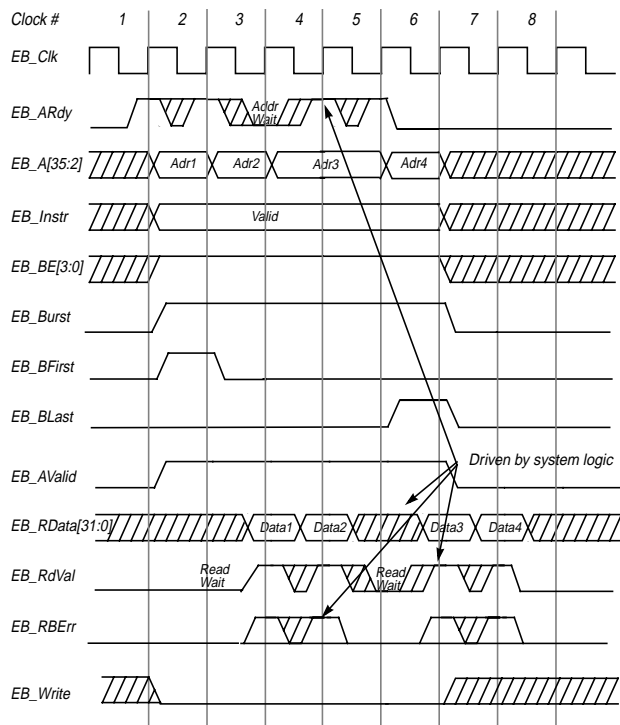 Clock # 1 2 3 4 5 6 7 8
EB_Clk
EB_ARdy
Addr
Wait
EB_A[35:2] Adr1 Adr2 Adr3 Adr4
EB_Instr Valid
EB_BE[3:0]
EB_Burst
EB_BFirst
EB_BLast
Driven by system logic
EB_AValid
EB_RData[31:0] Data1 Data2 Data3 Data4
EB_RdVal
Read
Wait
Read
Wait
EB_RBErr
EB_Write